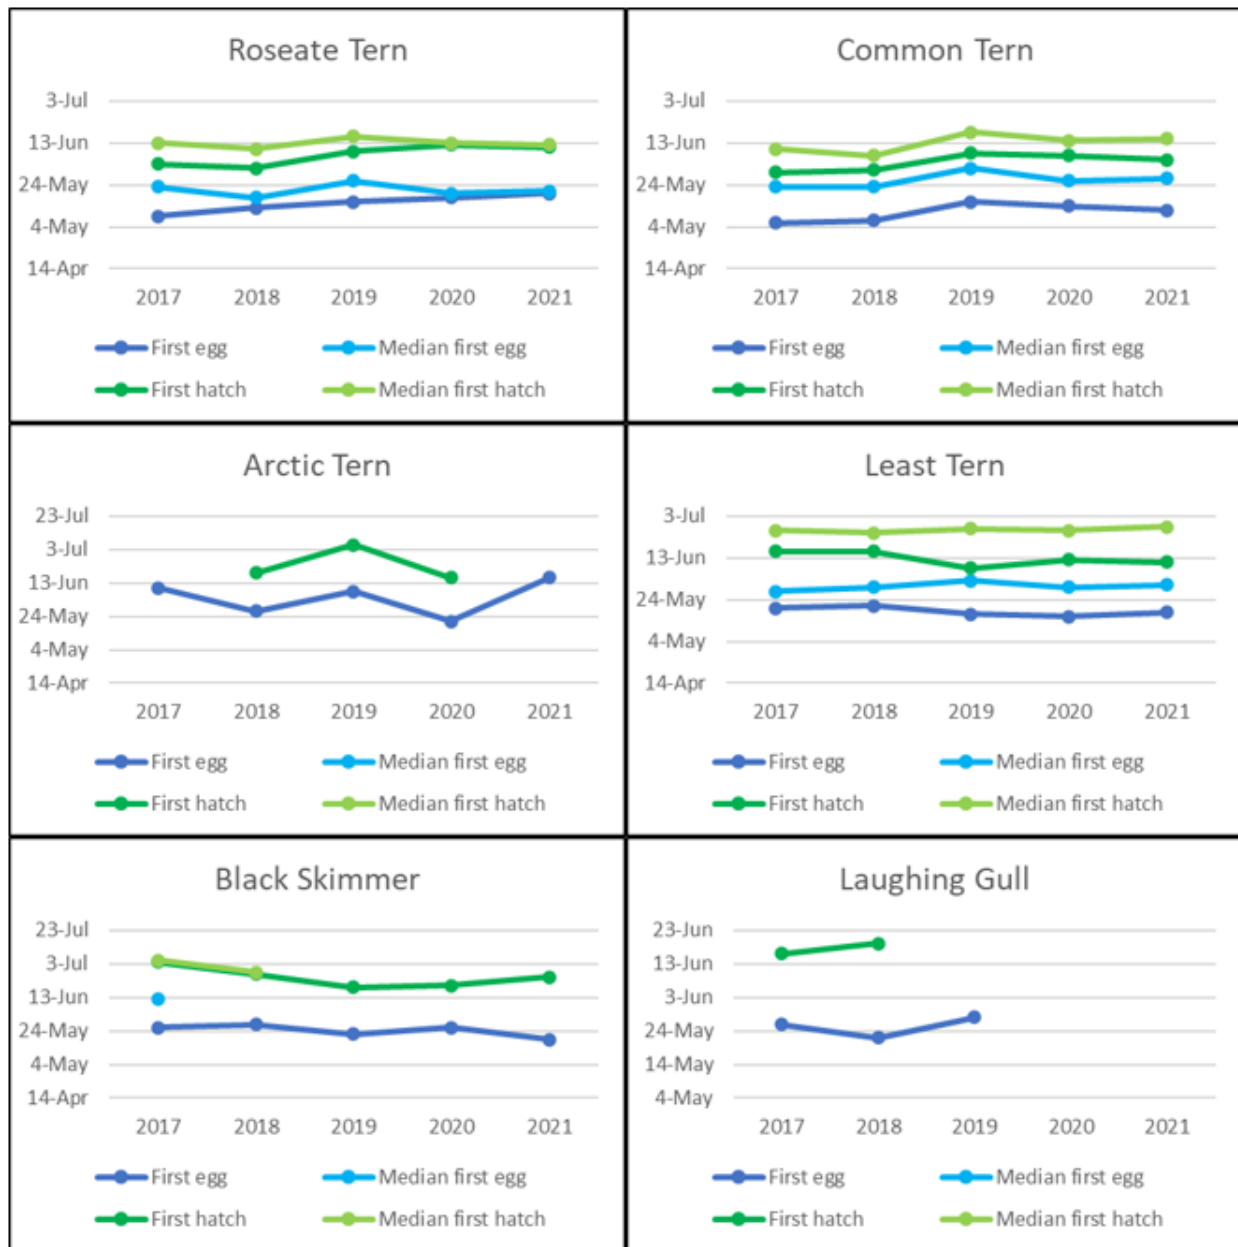 Roseate Tern
3-Jul
13-Jun
24-May
4-May
14-Apr
2017 2018 2019 2020 2021
First egg Median first egg
First hatch Median first hatch
Common Tern
3-Jul
13-Jun
24-May
4-May
14-Apr
2017 2018 2019 2020 2021
First egg Median first egg
First hatch Median first hatch
Arctic Tern
23-Jul
3-Jul
13-Jun
24-May
4-May
14-Apr
2017 2018 2019 2020 2021
First egg Median first egg
First hatch Median first hatch
Least Tern
3-Jul
13-Jun
24-May
4-May
14-Apr
2017 2018 2019 2020 2021
First egg Median first egg
First hatch Median first hatch
Black Skimmer
23-Jul
3-Jul
13-Jun
24-May
4-May
14-Apr
2017 2018 2019 2020 2021
First egg Median first egg
First hatch Median first hatch
Laughing Gull
23-Jun
13-Jun
3-Jun
24-May
14-May
4-May
2017 2018 2019 2020 2021
First egg Median first egg
First hatch Median first hatch